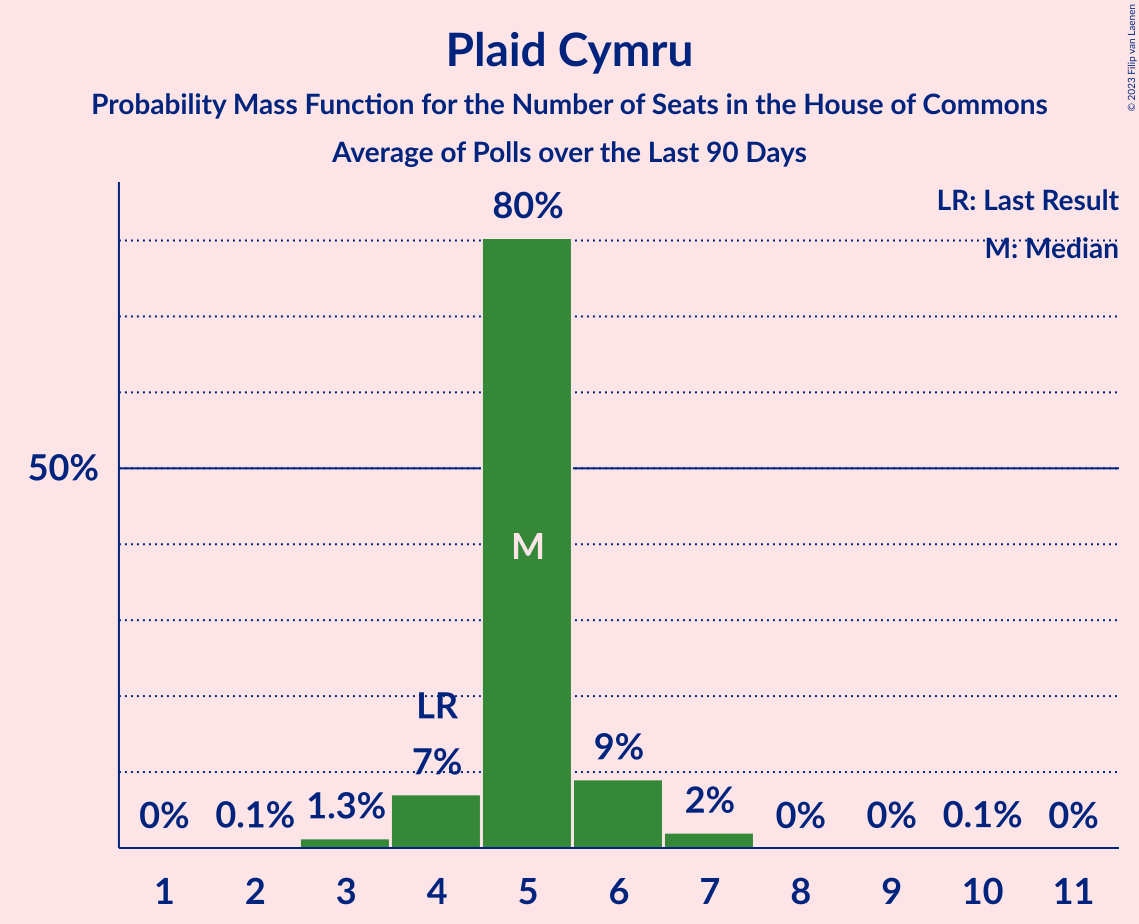 Plaid Cymru
Probability Mass Function for the Number of Seats in the House of Commons
Average of Polls over the Last 90 Days
© 2023 Filip van Laenen
LR: Last Result
M: Median
80%
50%
M
LR
7%
9%
0%
0.1%
1.3%
2%
0%
0%
0.1%
0%
1 2 3 4 5 6 7 8 9 10 11